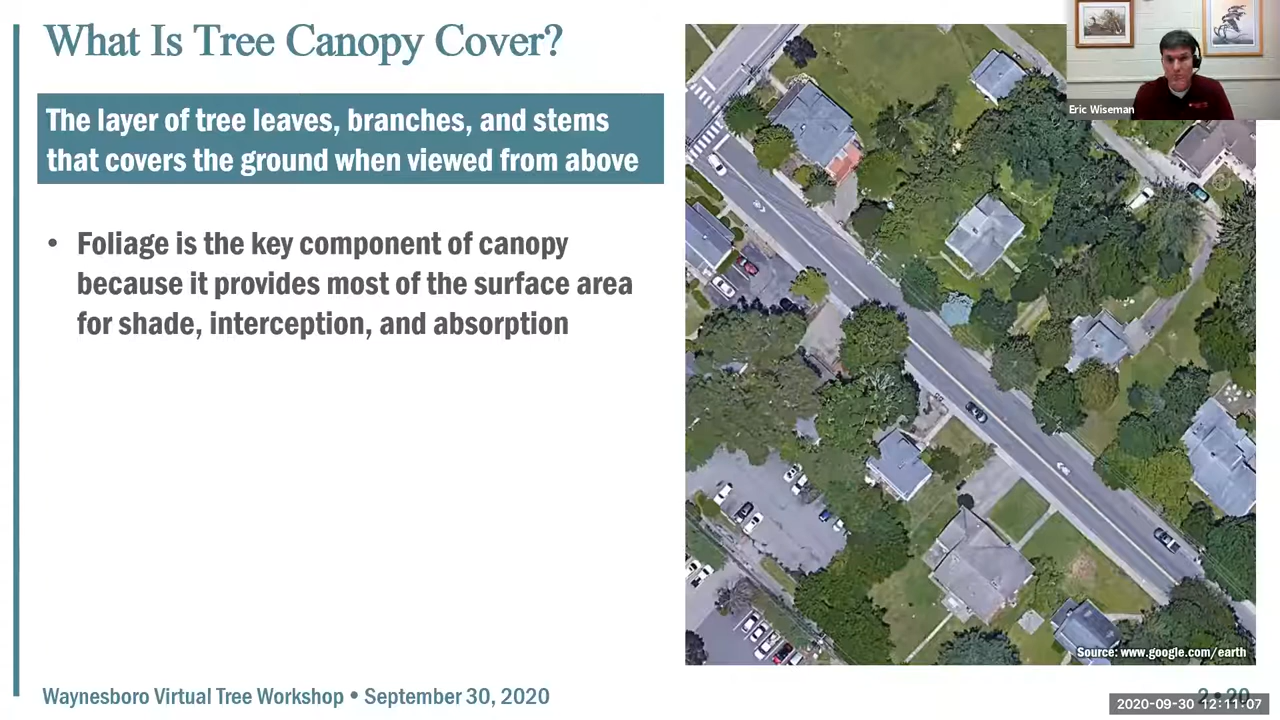 What Is Tree Canopy Cover?
The layer of tree leaves, branches, and stems
that covers the ground when viewed from above
• Foliage is the key component of canopy
because it provides most of the surface area
for shade, interception, and absorption
Eric Wiseman
Source: www.google.com/earth
Waynesboro Virtual Tree Workshop • September 30, 2020
2 • 20
2020-09-30 12:11:07